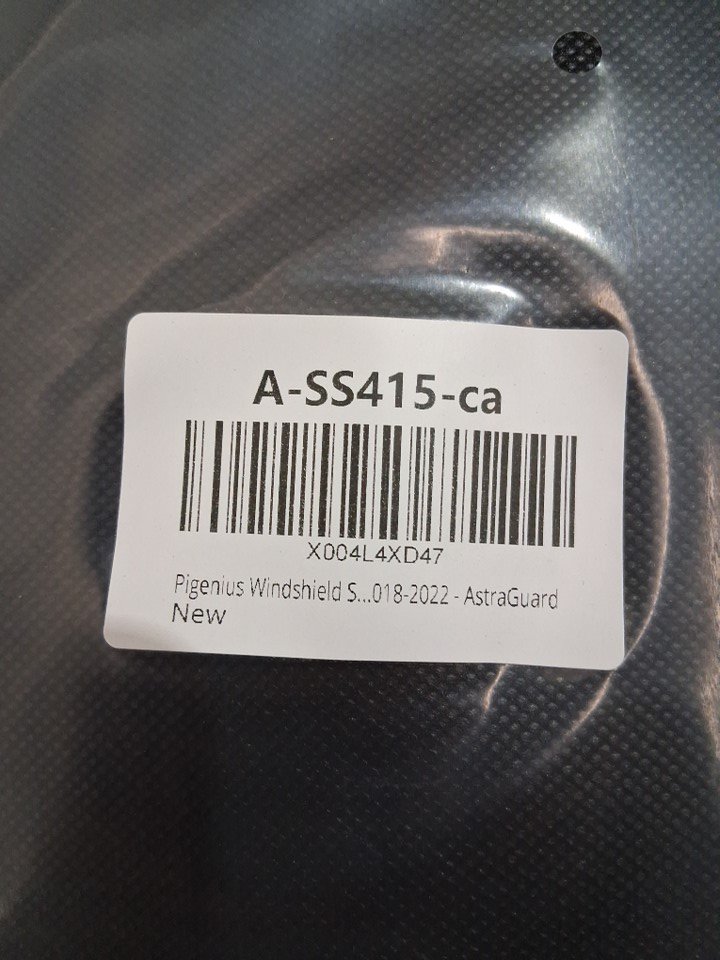 A-SS415-ca
X004L4XD47
Pigenius Windshield S...018-2022 - AstraGuard
New